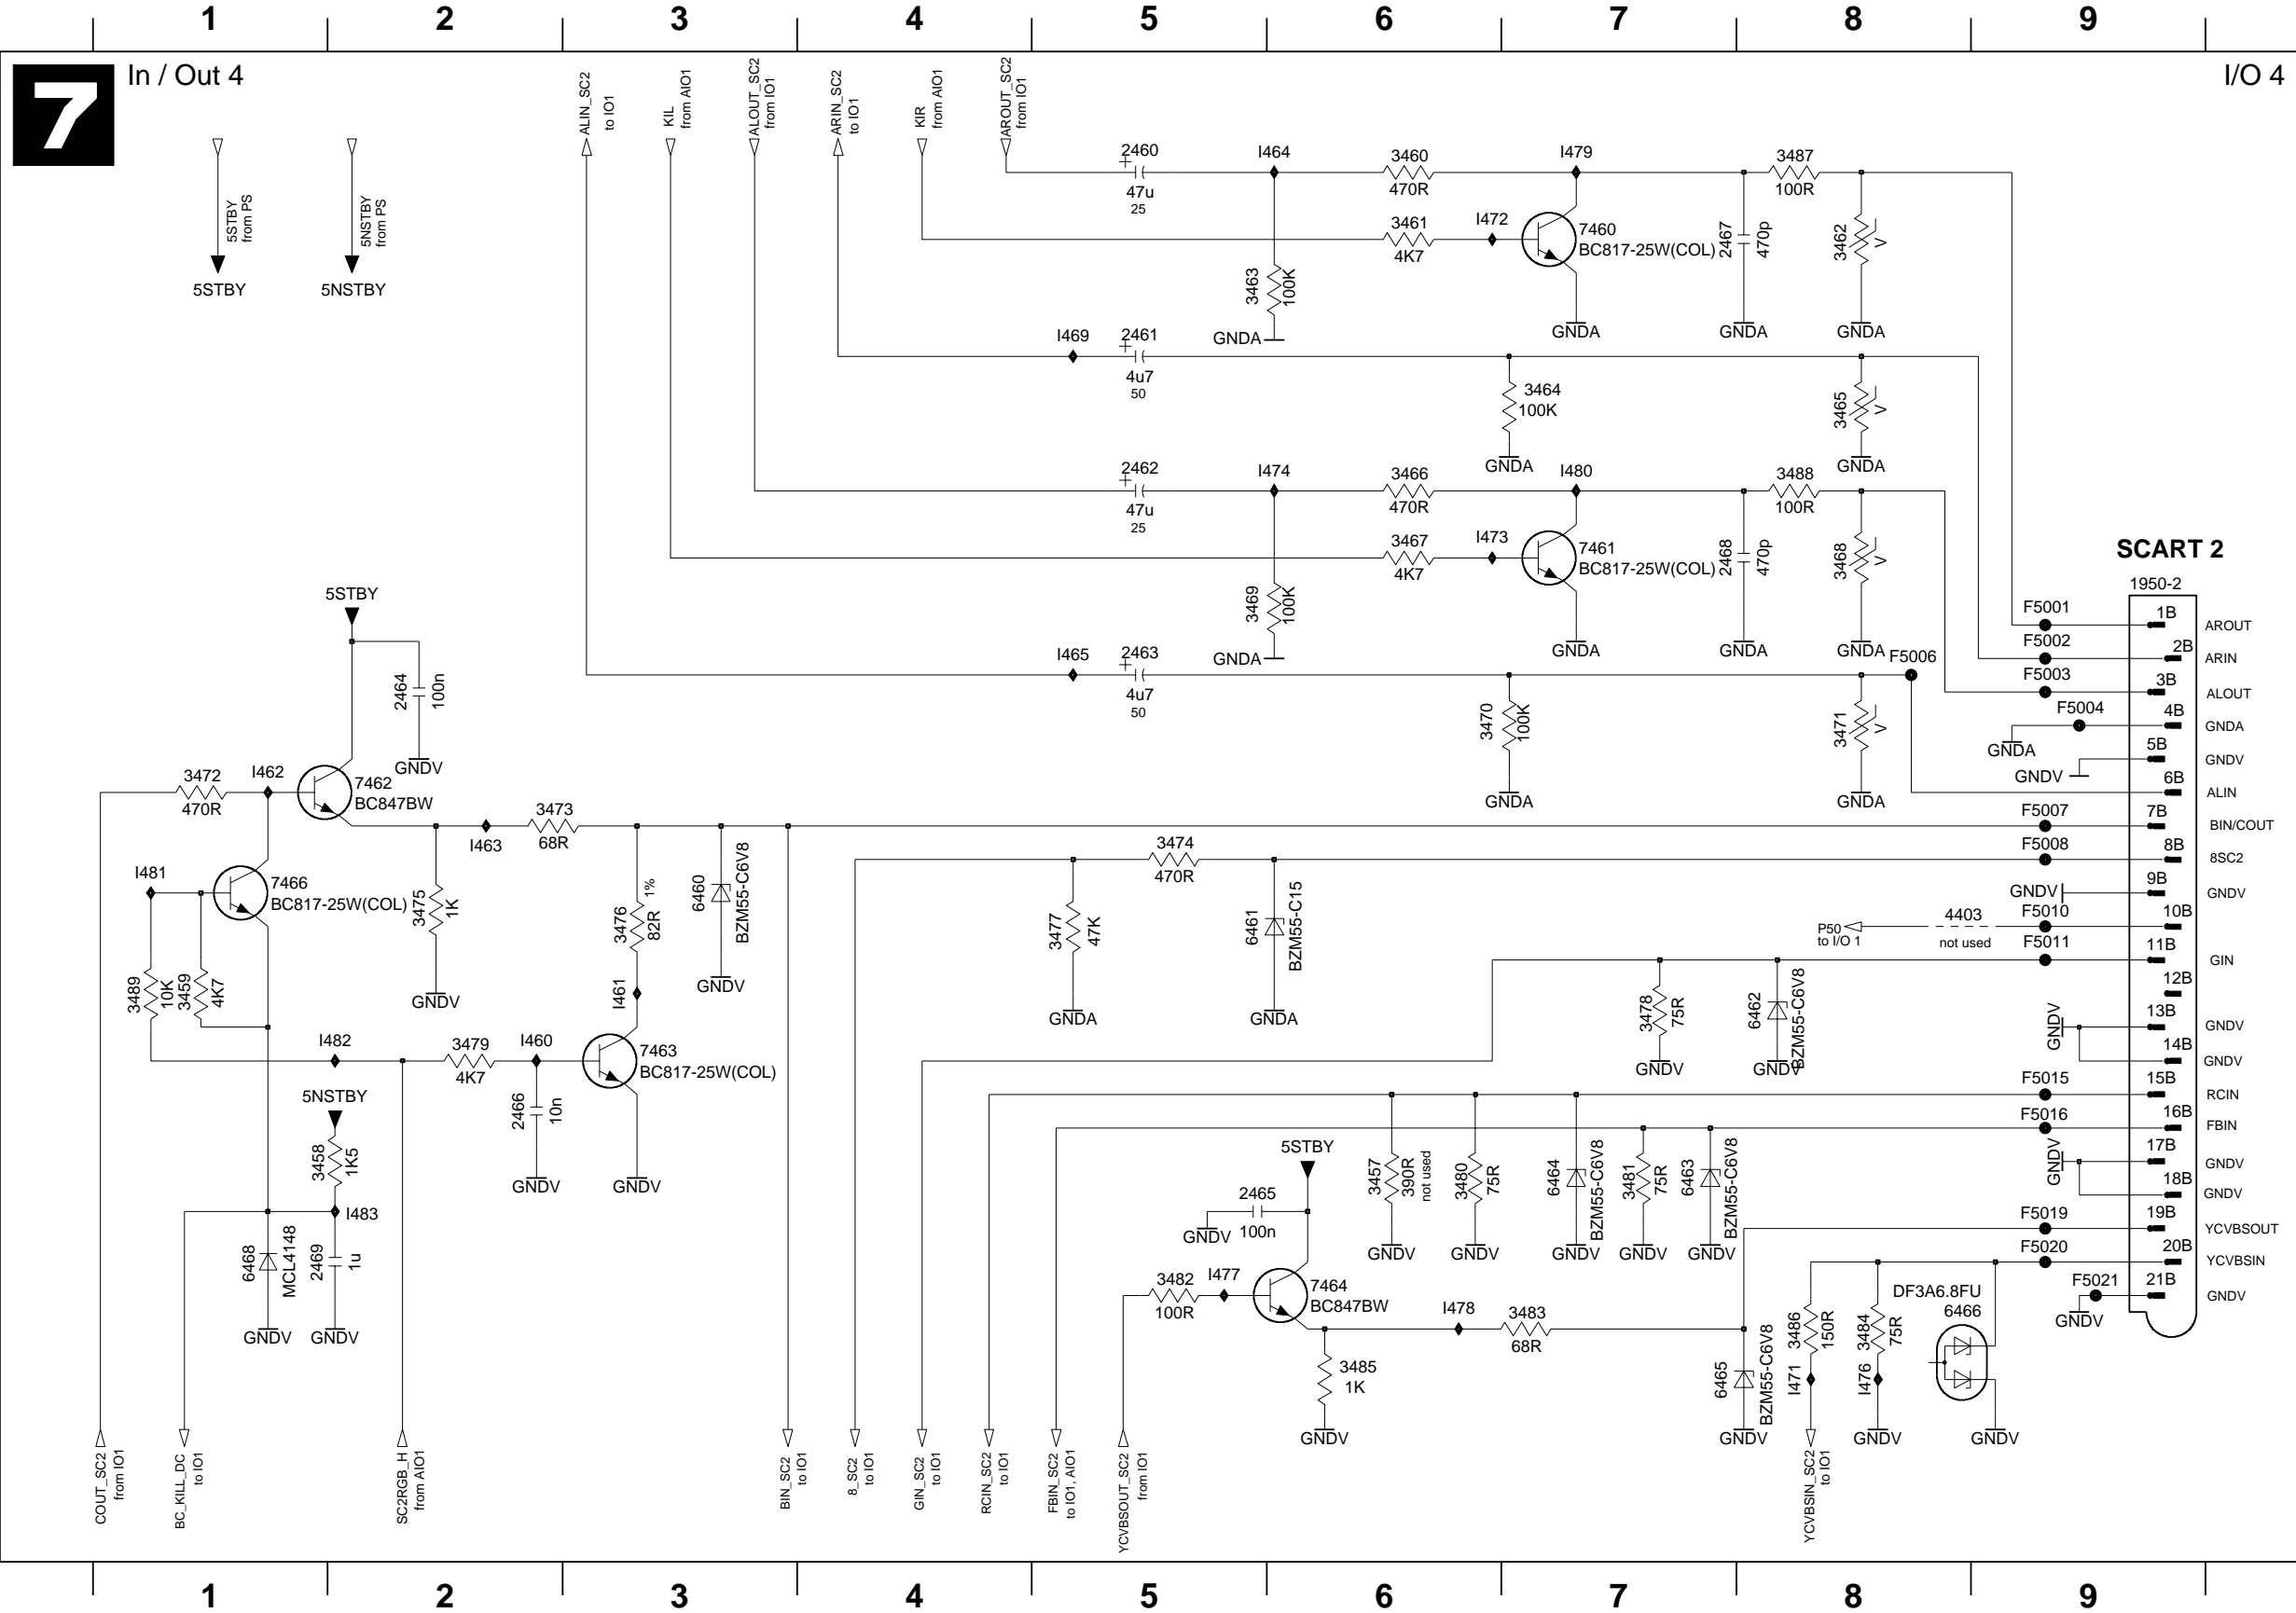 1 2 3 4 5 6 7 8 9
7
In / Out 4
I/O 4
5STBY
from PS
5STBY
5NSTBY
from PS
5NSTBY
ALIN_SC2
to IO1
KIL
from AIO1
ALOUT_SC2
from IO1
ARIN_SC2
to IO1
KIR
from AIO1
AROUT_SC2
from IO1
2460
47u
25
I464
3460
470R
I479
3487
100R
3461
4K7
I472
7460
BC817-25W(COL)
2467
470p
3462
V
3463
100K
GNDA
GNDA
GNDA
GNDA
I469
2461
4u7
50
3464
100K
GNDA
3465
V
GNDA
2462
47u
25
I474
3466
470R
I480
3488
100R
3467
4K7
I473
7461
BC817-25W(COL)
2468
470p
3468
V
3469
100K
GNDA
GNDA
GNDA
GNDA
I465
2463
4u7
50
F5006
3470
100K
GNDA
3471
V
GNDA
SCART 2
1950-2
F5001
1B
AROUT
F5002
2B
ARIN
F5003
3B
ALOUT
F5004
4B
GNDA
GNDA
5B
GNDV
GNDV
6B
ALIN
F5007
7B
BIN/COUT
F5008
8B
8SC2
GNDV
9B
GNDV
P50
to I/O 1
4403
not used
F5010
10B
F5011
11B
GIN
12B
GNDV
13B
GNDV
14B
GNDV
F5015
15B
RCIN
F5016
16B
FBIN
GNDV
17B
GNDV
18B
GNDV
F5019
19B
YCVBSOUT
F5020
20B
YCVBSIN
F5021
21B
GNDV
GNDV
5STBY
2464
100n
GNDV
3472
470R
I462
7462
BC847BW
I463
3473
68R
I481
7466
BC817-25W(COL)
3475
1K
GNDV
3476
82R
1%
6460
BZM55-C6V8
GNDV
I461
3489
10K
3459
4K7
I482
3479
4K7
I460
7463
BC817-25W(COL)
2466
10n
GNDV
GNDV
5NSTBY
3458
1K5
I483
6468
MCL4148
2469
1u
GNDV
GNDV
3474
470R
3477
47K
GNDA
6461
BZM55-C15
GNDA
3478
75R
GNDV
6462
BZM55-C6V8
GNDV
5STBY
2465
100n
GNDV
3457
390R
not used
GNDV
3480
75R
GNDV
6464
BZM55-C6V8
GNDV
3481
75R
GNDV
6463
BZM55-C6V8
GNDV
3482
100R
I477
7464
BC847BW
I478
3483
68R
3485
1K
GNDV
6465
BZM55-C6V8
GNDV
3486
150R
I471
3484
75R
I476
GNDV
DF3A6.8FU
6466
GNDV
COUT_SC2
from IO1
BC_KILL_DC
to IO1
SC2RGB_H
from AIO1
BIN_SC2
to IO1
8_SC2
to IO1
GIN_SC2
to IO1
RCIN_SC2
to IO1
FBIN_SC2
to IO1, AIO1
YCVBSOUT_SC2
from IO1
YCVBSIN_SC2
to IO1
1 2 3 4 5 6 7 8 9